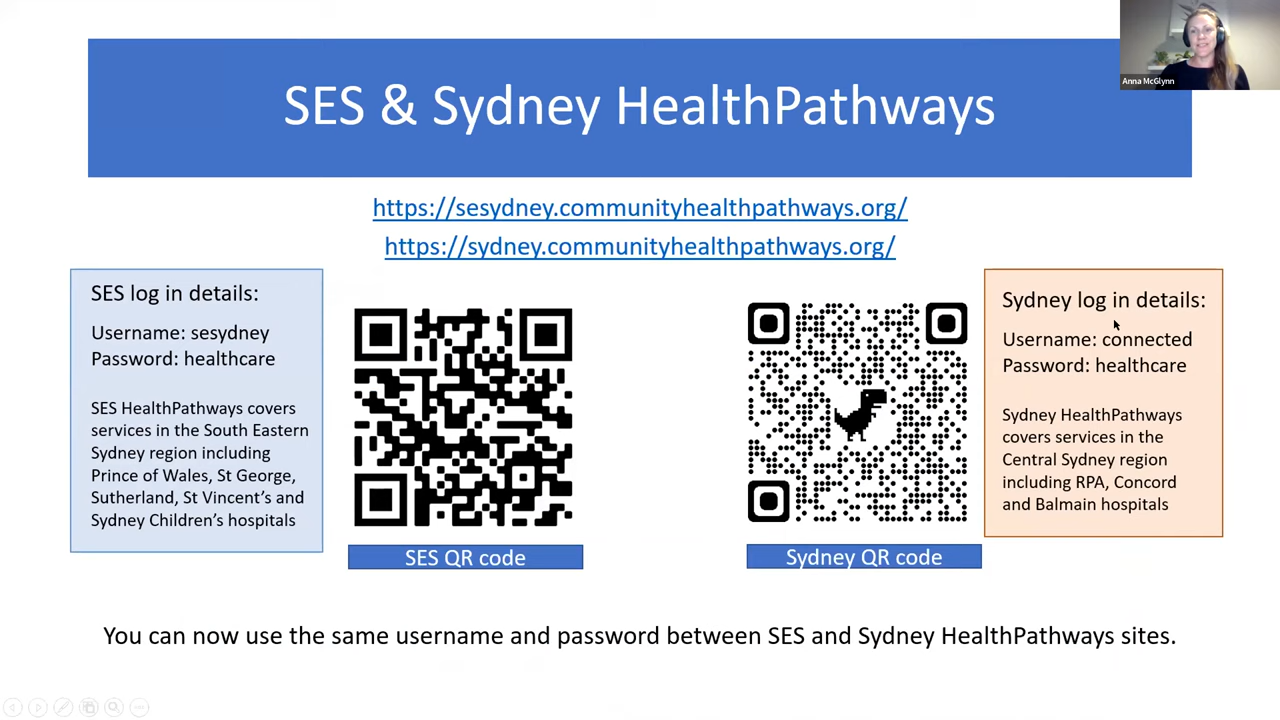 Anna McGlynn
SES & Sydney HealthPathways
https://sesydney.communityhealthpathways.org/
https://sydney.communityhealthpathways.org/
SES log in details:
Username: sesydney
Password: healthcare
SES HealthPathways covers
services in the South Eastern
Sydney region including
Prince of Wales, St George,
Sutherland, St Vincent's and
Sydney Children's hospitals
SES QR code
Sydney QR code
Sydney log in details:
Username: connected
Password: healthcare
Sydney HealthPathways
covers services in the
Central Sydney region
including RPA, Concord
and Balmain hospitals
You can now use the same username and password between SES and Sydney HealthPathways sites.